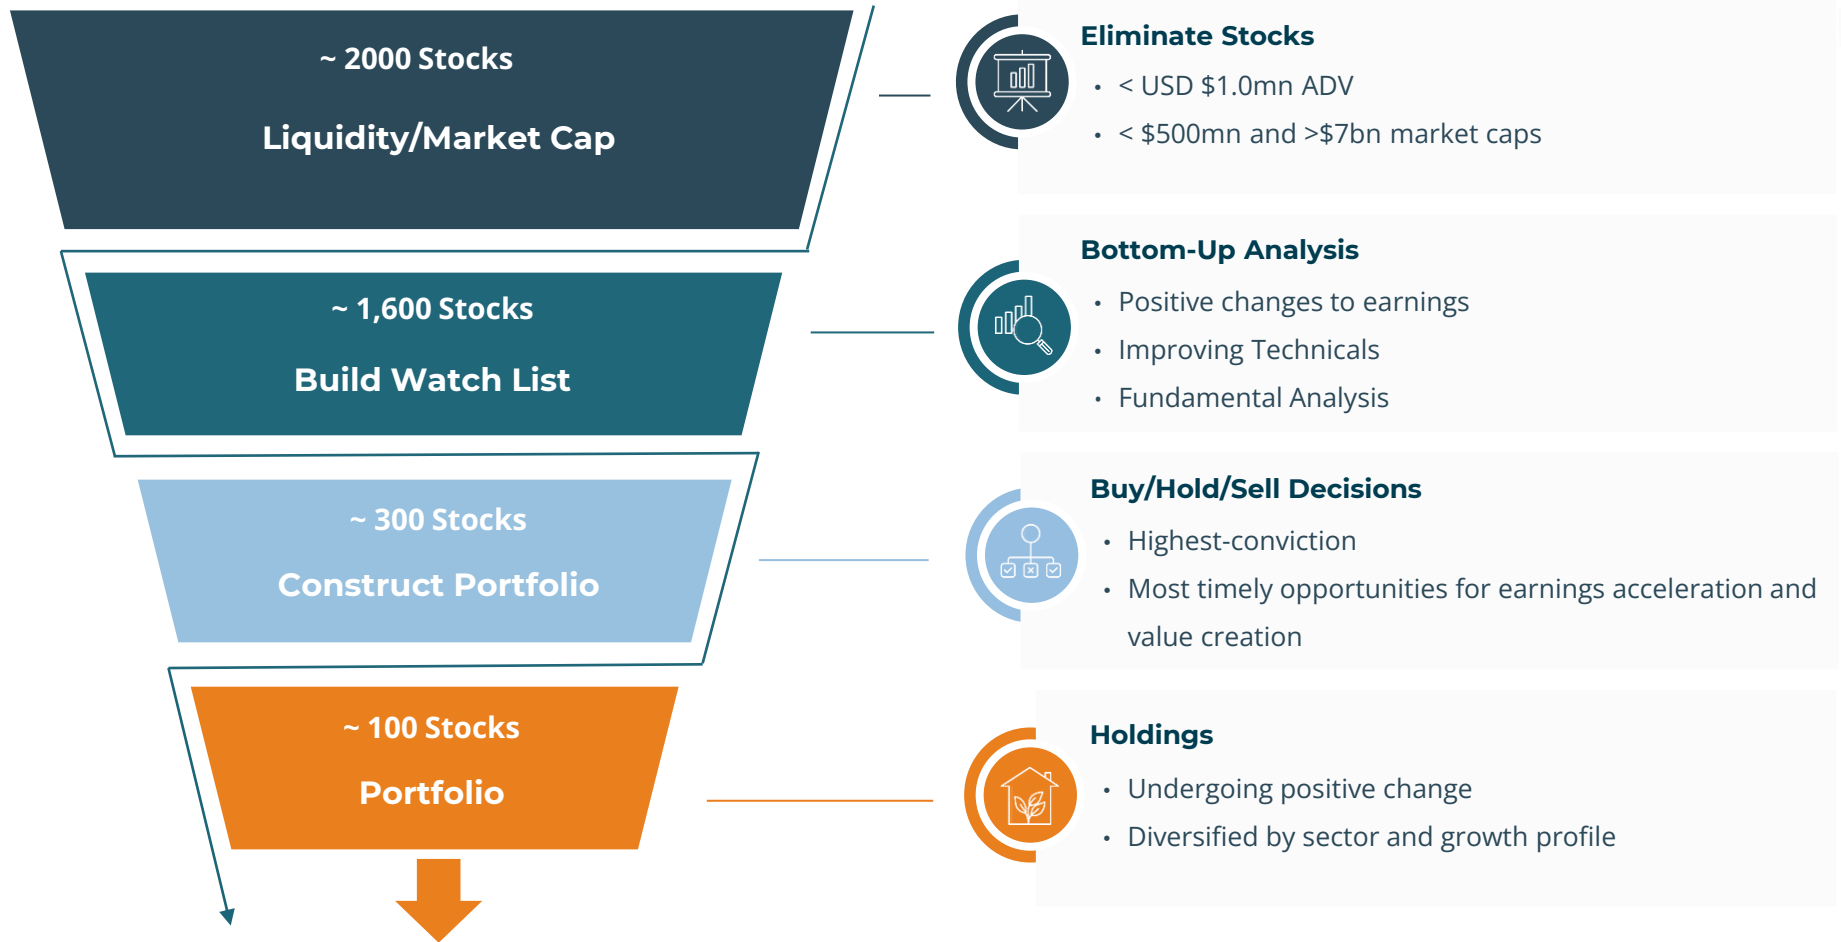 ~ 2000 Stocks
Liquidity/Market Cap
Eliminate Stocks
• < USD $1.0mn ADV
• < $500mn and >$7bn market caps
~ 1,600 Stocks
Build Watch List
Bottom-Up Analysis
• Positive changes to earnings
• Improving Technicals
• Fundamental Analysis
~ 300 Stocks
Construct Portfolio
Buy/Hold/Sell Decisions
• Highest-conviction
• Most timely opportunities for earnings acceleration and
value creation
~ 100 Stocks
Portfolio
Holdings
• Undergoing positive change
• Diversified by sector and growth profile